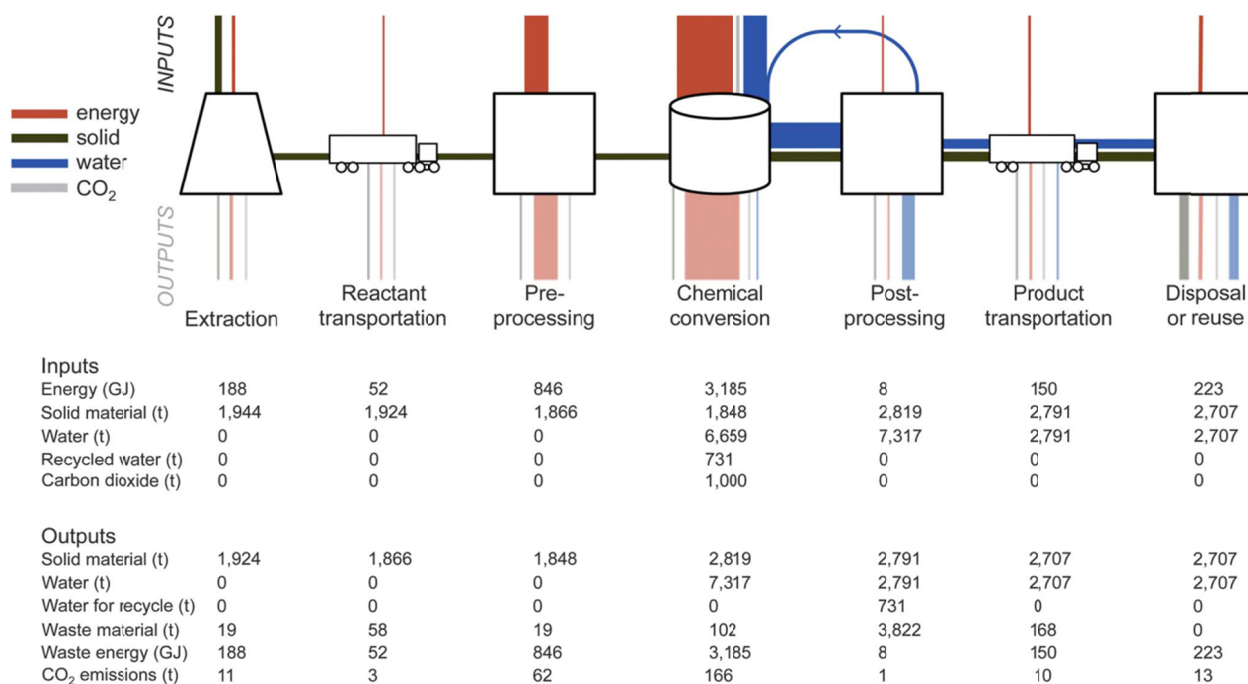 INPUTS
energy
solid
water
CO2
OUTPUTS
Extraction
Reactant transportation
Pre-processing
Chemical conversion
Post-processing
Product transportation
Disposal or reuse
Inputs
Energy (GJ) 188 52 846 3,185 8 150 223
Solid material (t) 1,944 1,924 1,866 1,848 2,819 2,791 2,707
Water (t) 0 0 0 6,659 7,317 2,791 2,707
Recycled water (t) 0 0 0 731 0 0 0
Carbon dioxide (t) 0 0 0 1,000 0 0 0
Outputs
Solid material (t) 1,924 1,866 1,848 2,819 2,791 2,707 2,707
Water (t) 0 0 0 7,317 2,791 2,707 2,707
Water for recycle (t) 0 0 0 0 731 0 0
Waste material (t) 19 58 19 102 3,822 168 0
Waste energy (GJ) 188 52 846 3,185 8 150 223
CO2 emissions (t) 11 3 62 166 1 10 13